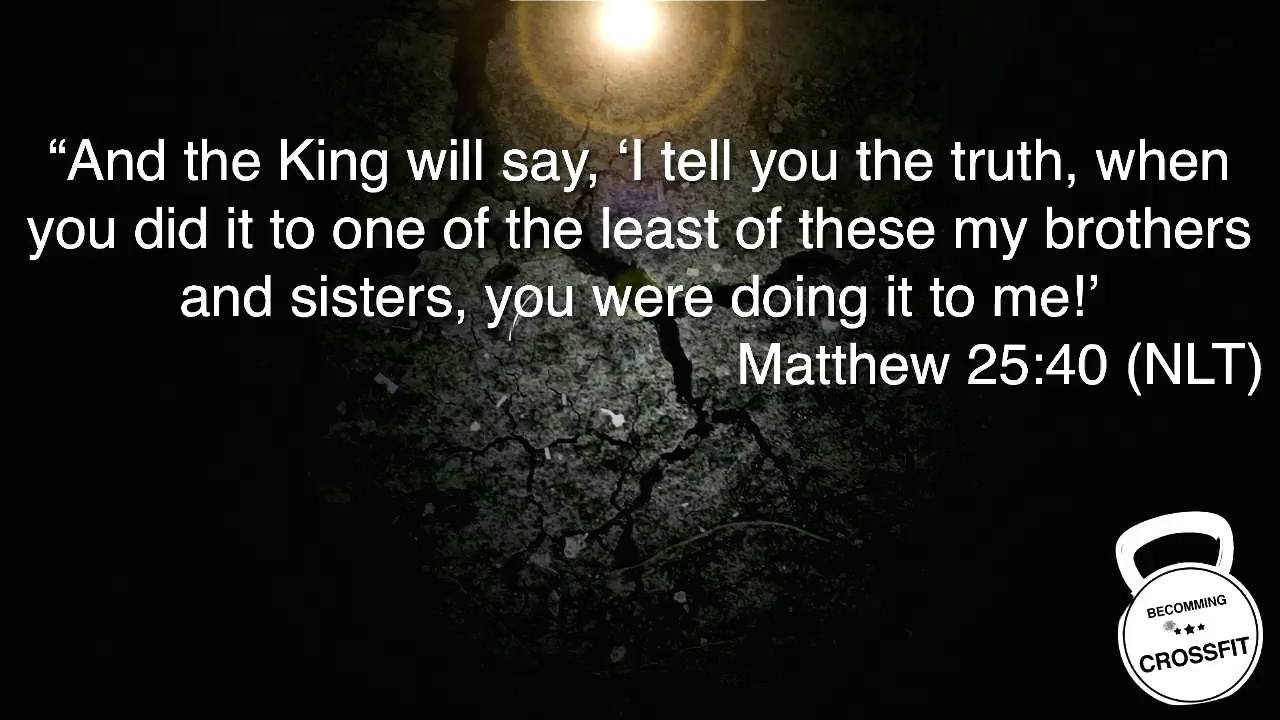 “And the King will say, ‘I tell you the truth, when
you did it to one of the least of these my brothers
and sisters, you were doing it to me!’
Matthew 25:40 (NLT)
BECOMMING
CROSSFIT